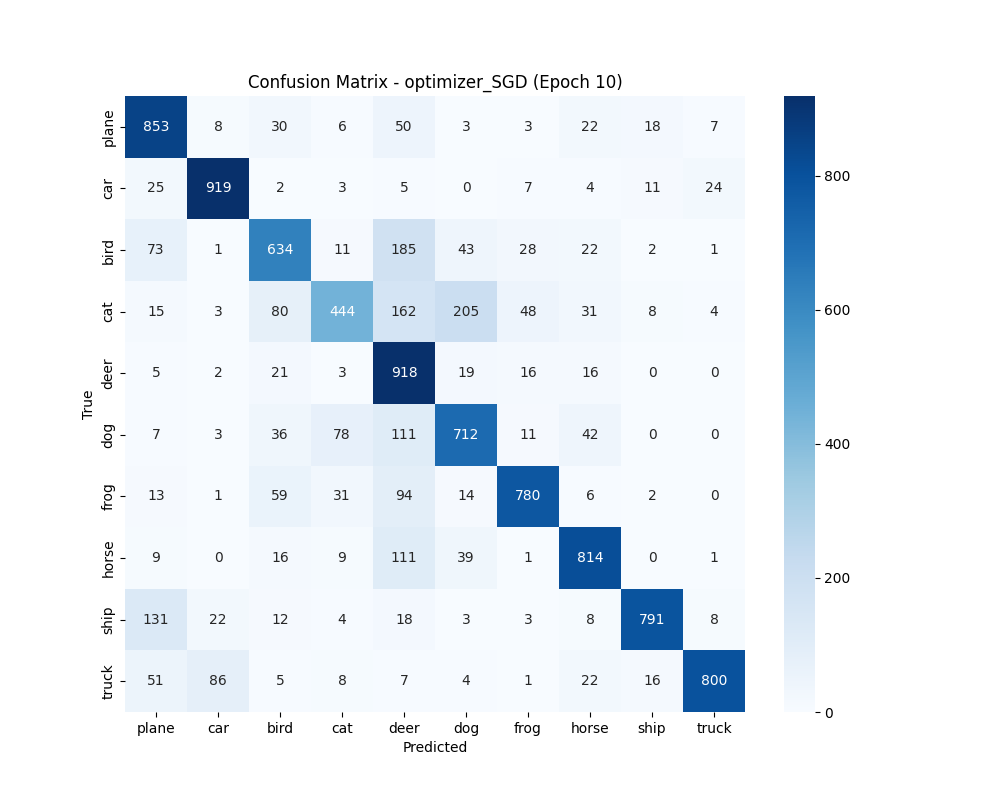 Confusion Matrix - optimizer_SGD (Epoch 10)
True
plane 853 8 30 6 50 3 3 22 18 7
car 25 919 2 3 5 0 7 4 11 24
bird 73 1 634 11 185 43 28 22 2 1
cat 15 3 80 444 162 205 48 31 8 4
deer 5 2 21 3 918 19 16 16 0 0
dog 7 3 36 78 111 712 11 42 0 0
frog 13 1 59 31 94 14 780 6 2 0
horse 9 0 16 9 111 39 1 814 0 1
ship 131 22 12 4 18 3 3 8 791 8
truck 51 86 5 8 7 4 1 22 16 800
plane car bird cat deer dog frog horse ship truck
Predicted
800
600
400
200
0